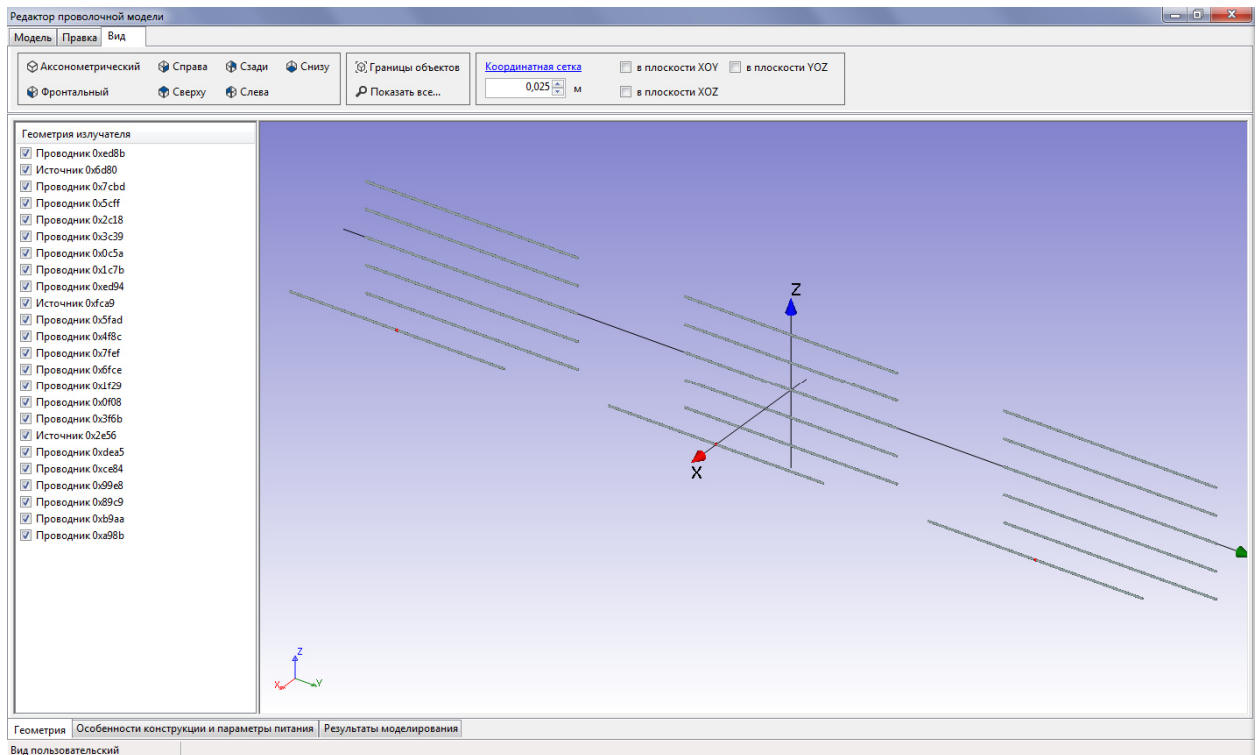 Редактор проволочной модели
Модель Правка Вид
Аксонометрический Справа Сзади Снизу Границы объектов Координатная сетка в плоскости XOY в плоскости YOZ
Фронтальный Сверху Слева Показать все... 0,025 м в плоскости XOZ
Геометрия излучателя
Проводник 0xed8b
Источник 0x6d80
Проводник 0x7cbd
Проводник 0x5cff
Проводник 0x2c18
Проводник 0x3c39
Проводник 0x0c5a
Проводник 0x1c7b
Проводник 0xed94
Источник 0xfca9
Проводник 0x5fad
Проводник 0x4f8c
Проводник 0x7fef
Проводник 0x6fce
Проводник 0x1f29
Проводник 0x0f08
Проводник 0x3f6b
Источник 0x2e56
Проводник 0xdea5
Проводник 0xce84
Проводник 0x99e8
Проводник 0x89c9
Проводник 0xb9aa
Проводник 0xa98b
Z
X
Z
X
Y
Геометрия Особенности конструкции и параметры питания Результаты моделирования
Вид пользовательский